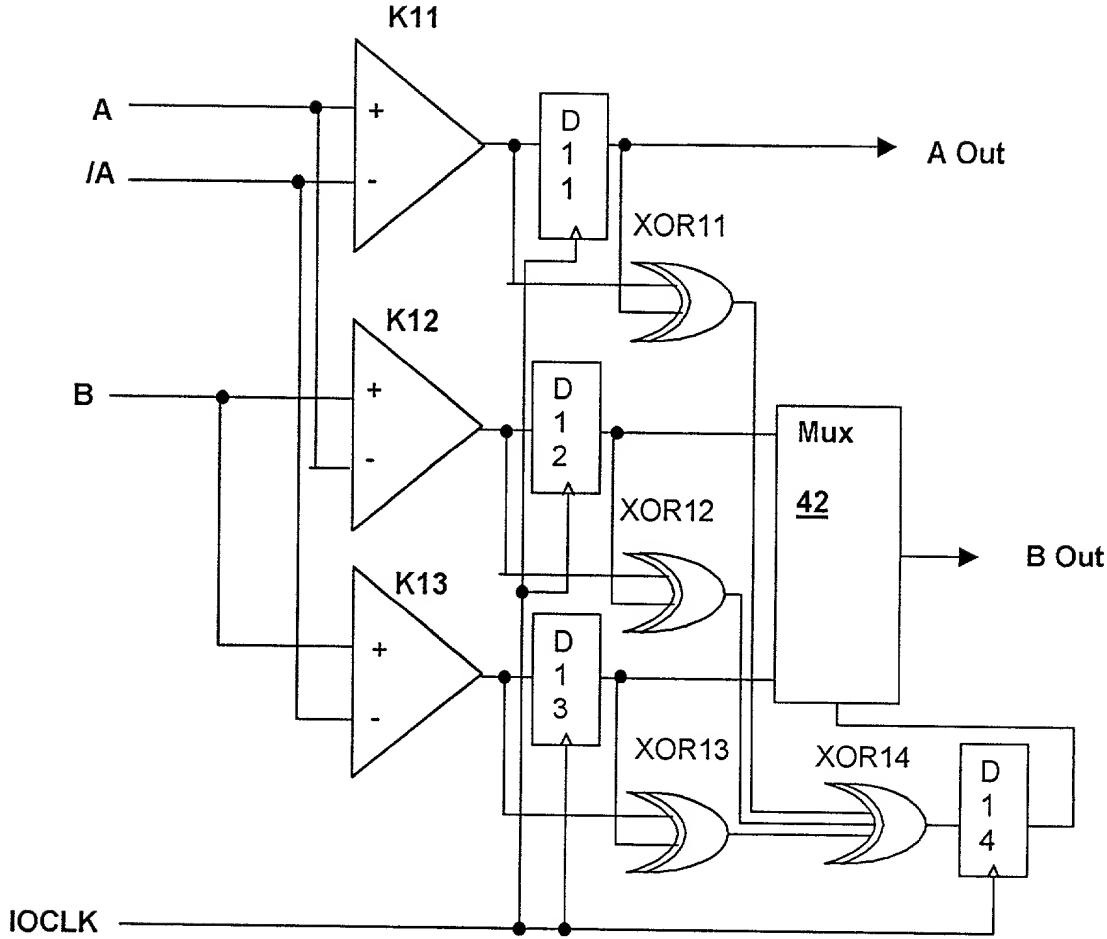 K11
A
+
D
1
1
A Out
/A
-
XOR11
K12
B
+
D
1
2
Mux
-
42
XOR12
B Out
K13
+
D
1
3
-
XOR13
XOR14
D
1
4
IOCLK